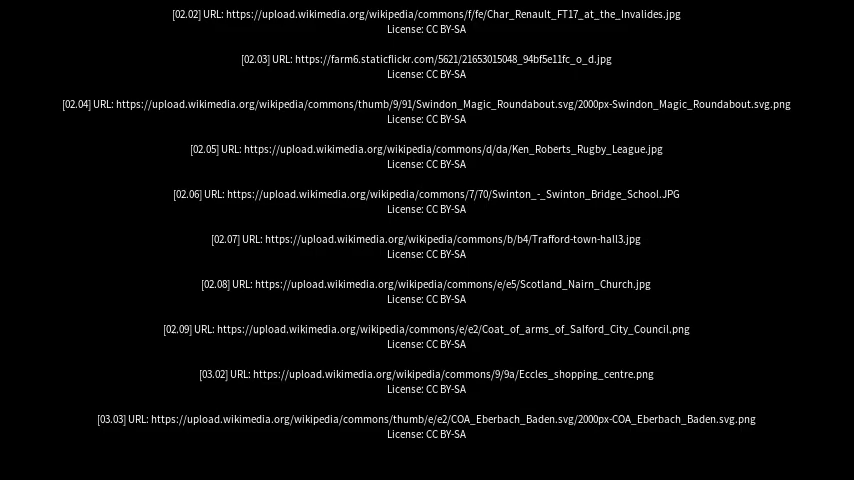 [02.02] URL: https://upload.wikimedia.org/wikipedia/commons/f/fe/Char_Renault_FT17_at_the_Invalides.jpg
License: CC BY-SA
[02.03] URL: https://farm6.staticflickr.com/5621/21653015048_94bf5e11fc_o_d.jpg
License: CC BY-SA
[02.04] URL: https://upload.wikimedia.org/wikipedia/commons/thumb/9/91/Swindon_Magic_Roundabout.svg/2000px-Swindon_Magic_Roundabout.svg.png
License: CC BY-SA
[02.05] URL: https://upload.wikimedia.org/wikipedia/commons/d/da/Ken_Roberts_Rugby_League.jpg
License: CC BY-SA
[02.06] URL: https://upload.wikimedia.org/wikipedia/commons/7/70/Swinton_-_Swinton_Bridge_School.JPG
License: CC BY-SA
[02.07] URL: https://upload.wikimedia.org/wikipedia/commons/b/b4/Trafford-town-hall3.jpg
License: CC BY-SA
[02.08] URL: https://upload.wikimedia.org/wikipedia/commons/e/e5/Scotland_Nairn_Church.jpg
License: CC BY-SA
[02.09] URL: https://upload.wikimedia.org/wikipedia/commons/e/e2/Coat_of_arms_of_Salford_City_Council.png
License: CC BY-SA
[03.02] URL: https://upload.wikimedia.org/wikipedia/commons/9/9a/Eccles_shopping_centre.png
License: CC BY-SA
[03.03] URL: https://upload.wikimedia.org/wikipedia/commons/thumb/e/e2/COA_Eberbach_Baden.svg/2000px-COA_Eberbach_Baden.svg.png
License: CC BY-SA